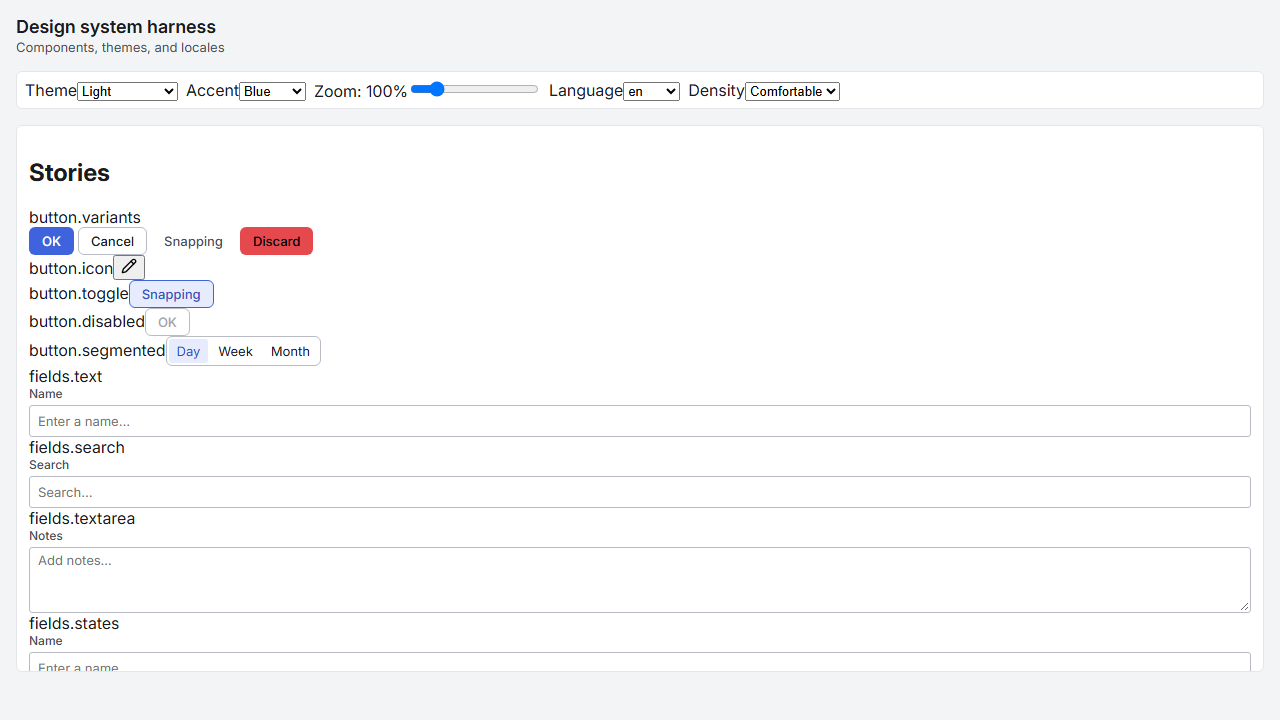 Design system harness
Components, themes, and locales
Theme Light Accent Blue Zoom: 100% Language en Density Comfortable
Stories
button.variants
OK Cancel Snapping Discard
button.icon
button.toggle Snapping
button.disabled OK
button.segmented Day Week Month
fields.text
Name
Enter a name...
fields.search
Search
Search...
fields.textarea
Notes
Add notes...
fields.states
Name
Enter a name